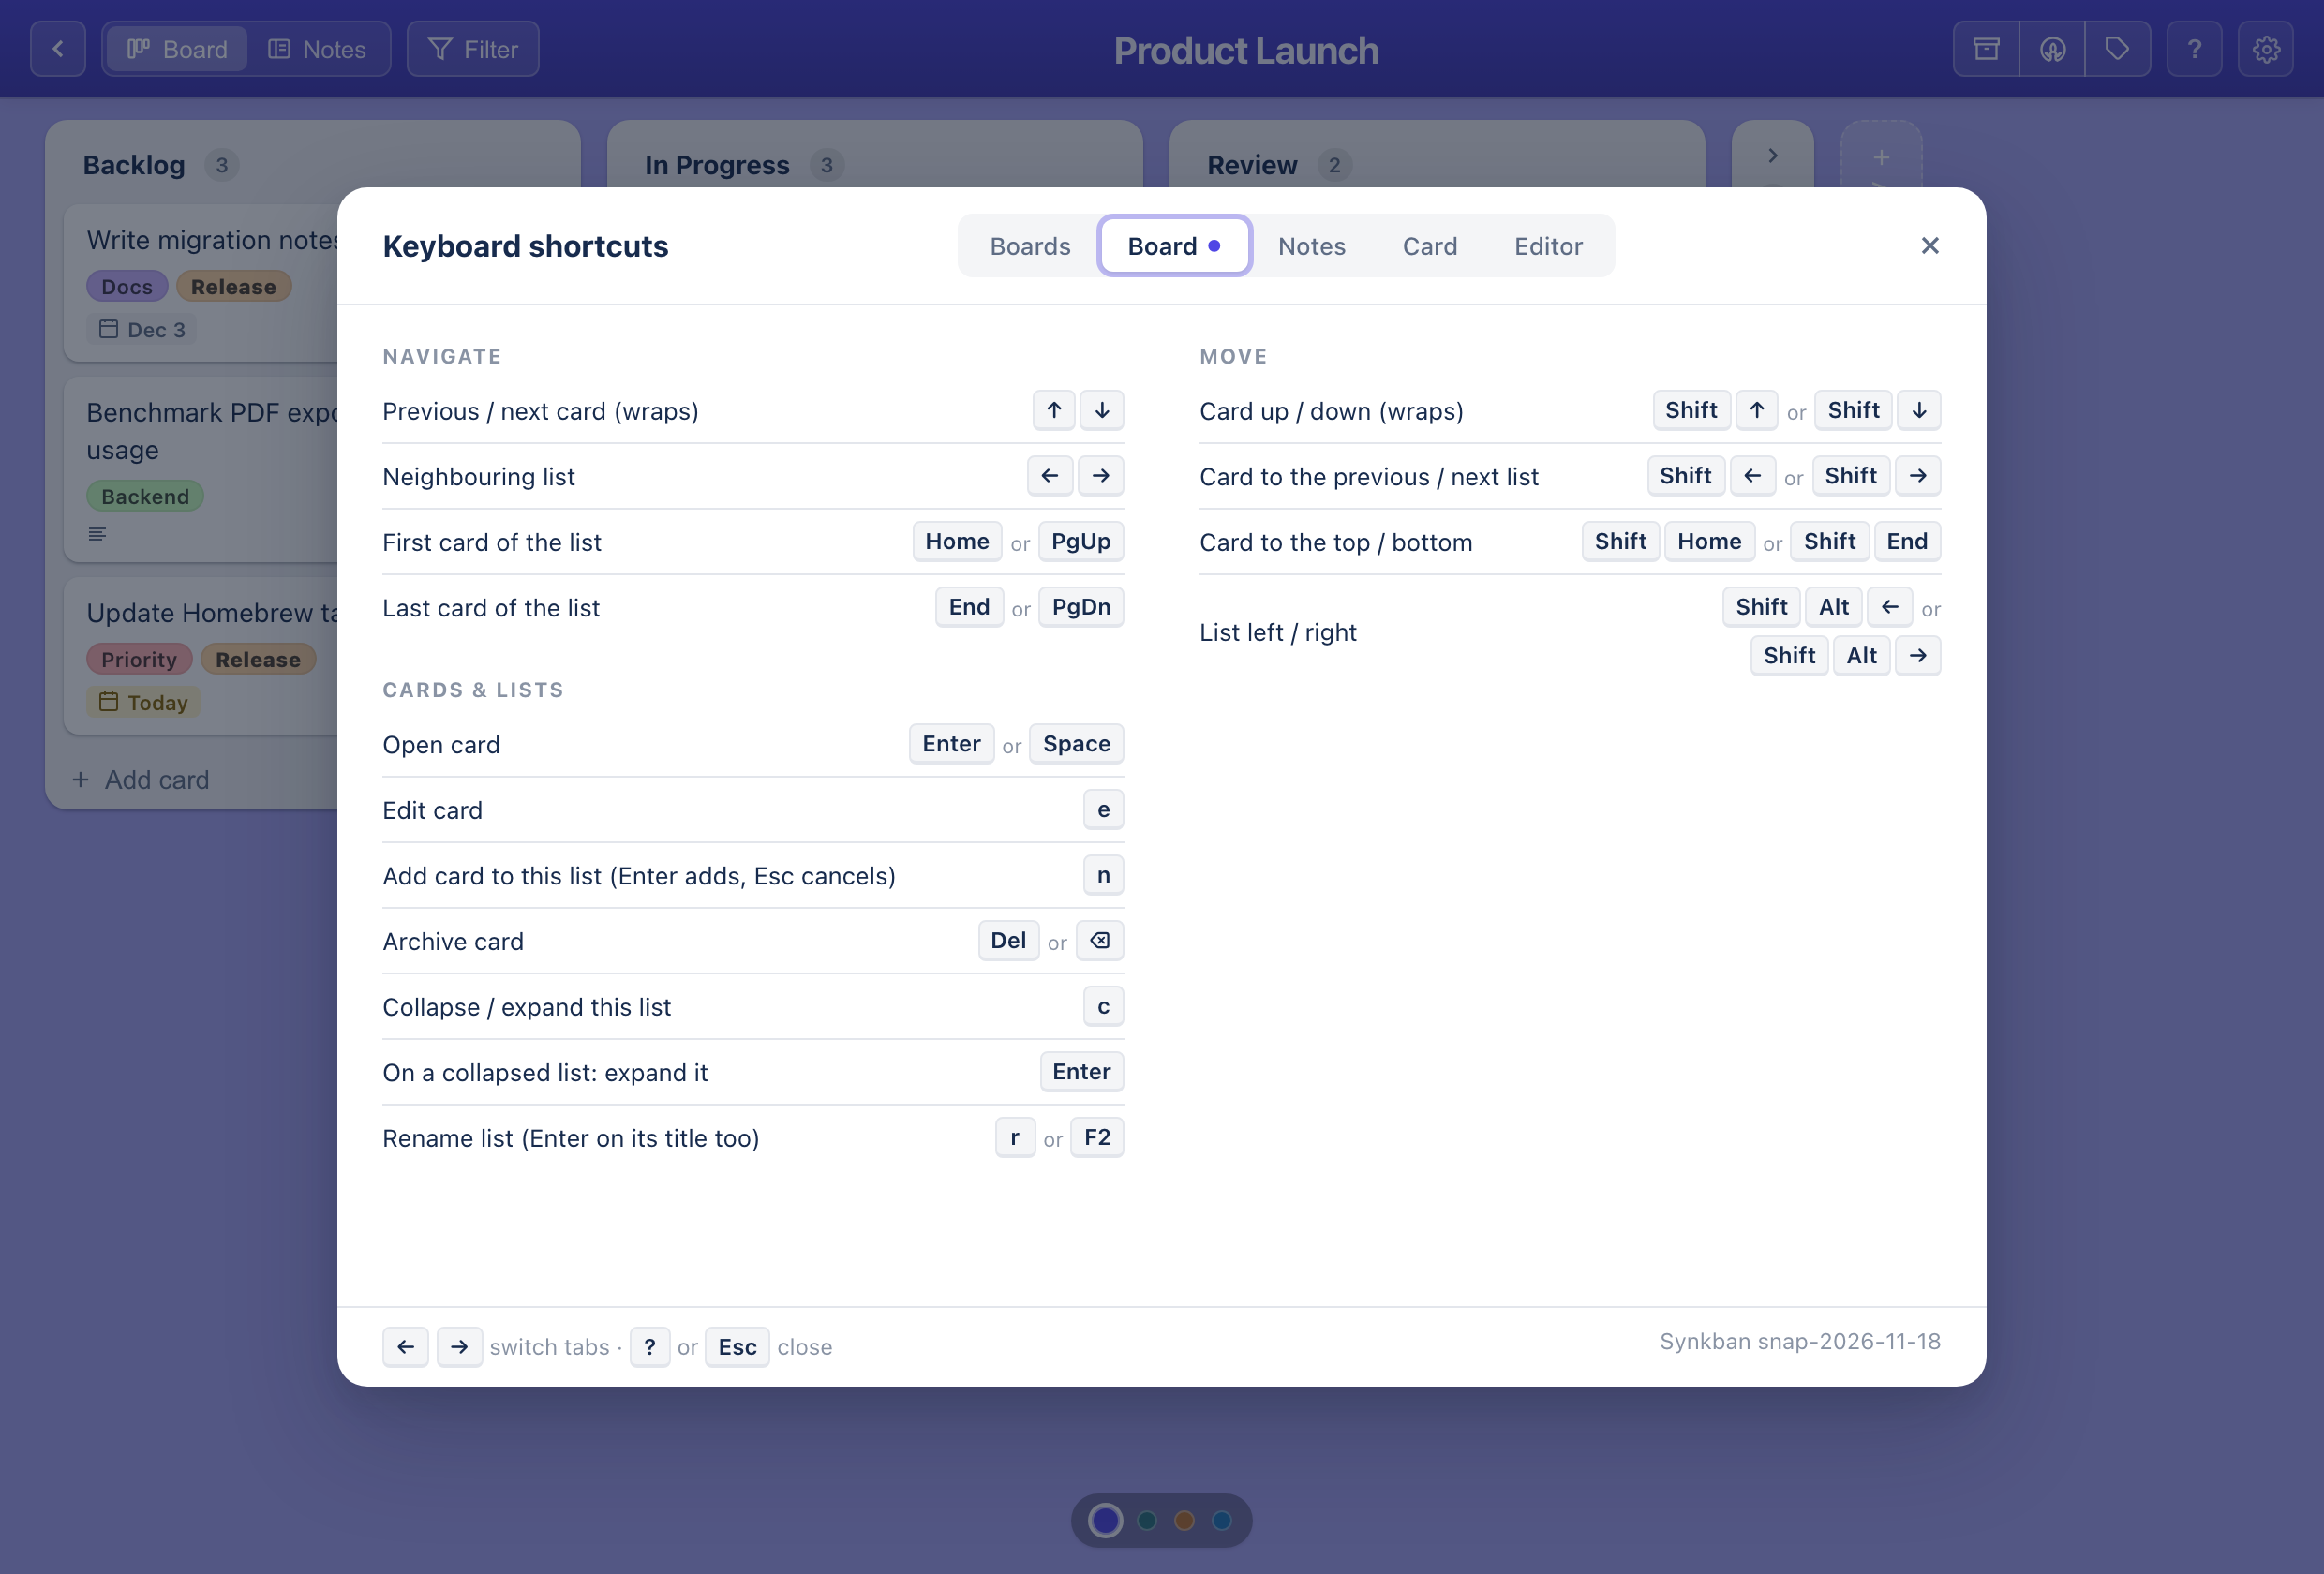 Board
Notes
Filter
Product Launch
?
Backlog 3
In Progress 3
Review 2
Write migration notes
Docs Release
Dec 3
Benchmark PDF
usage
Backend
Update Homebrew
Priority Release
Today
+ Add card
Keyboard shortcuts
Boards
Board
Notes
Card
Editor
NAVIGATE
Previous / next card (wraps) ↑ ↓
Neighbouring list ← →
First card of the list Home or PgUp
Last card of the list End or PgDn
CARDS & LISTS
Open card Enter or Space
Edit card e
Add card to this list (Enter adds, Esc cancels) n
Archive card Del or ⌫
Collapse / expand this list c
On a collapsed list: expand it Enter
Rename list (Enter on its title too) r or F2
MOVE
Card up / down (wraps) Shift ↑ or Shift ↓
Card to the previous / next list Shift ← or Shift →
Card to the top / bottom Shift Home or Shift End
List left / right Shift Alt ← or
Shift Alt →
← → switch tabs · ? or Esc close
Synkban snap-2026-11-18